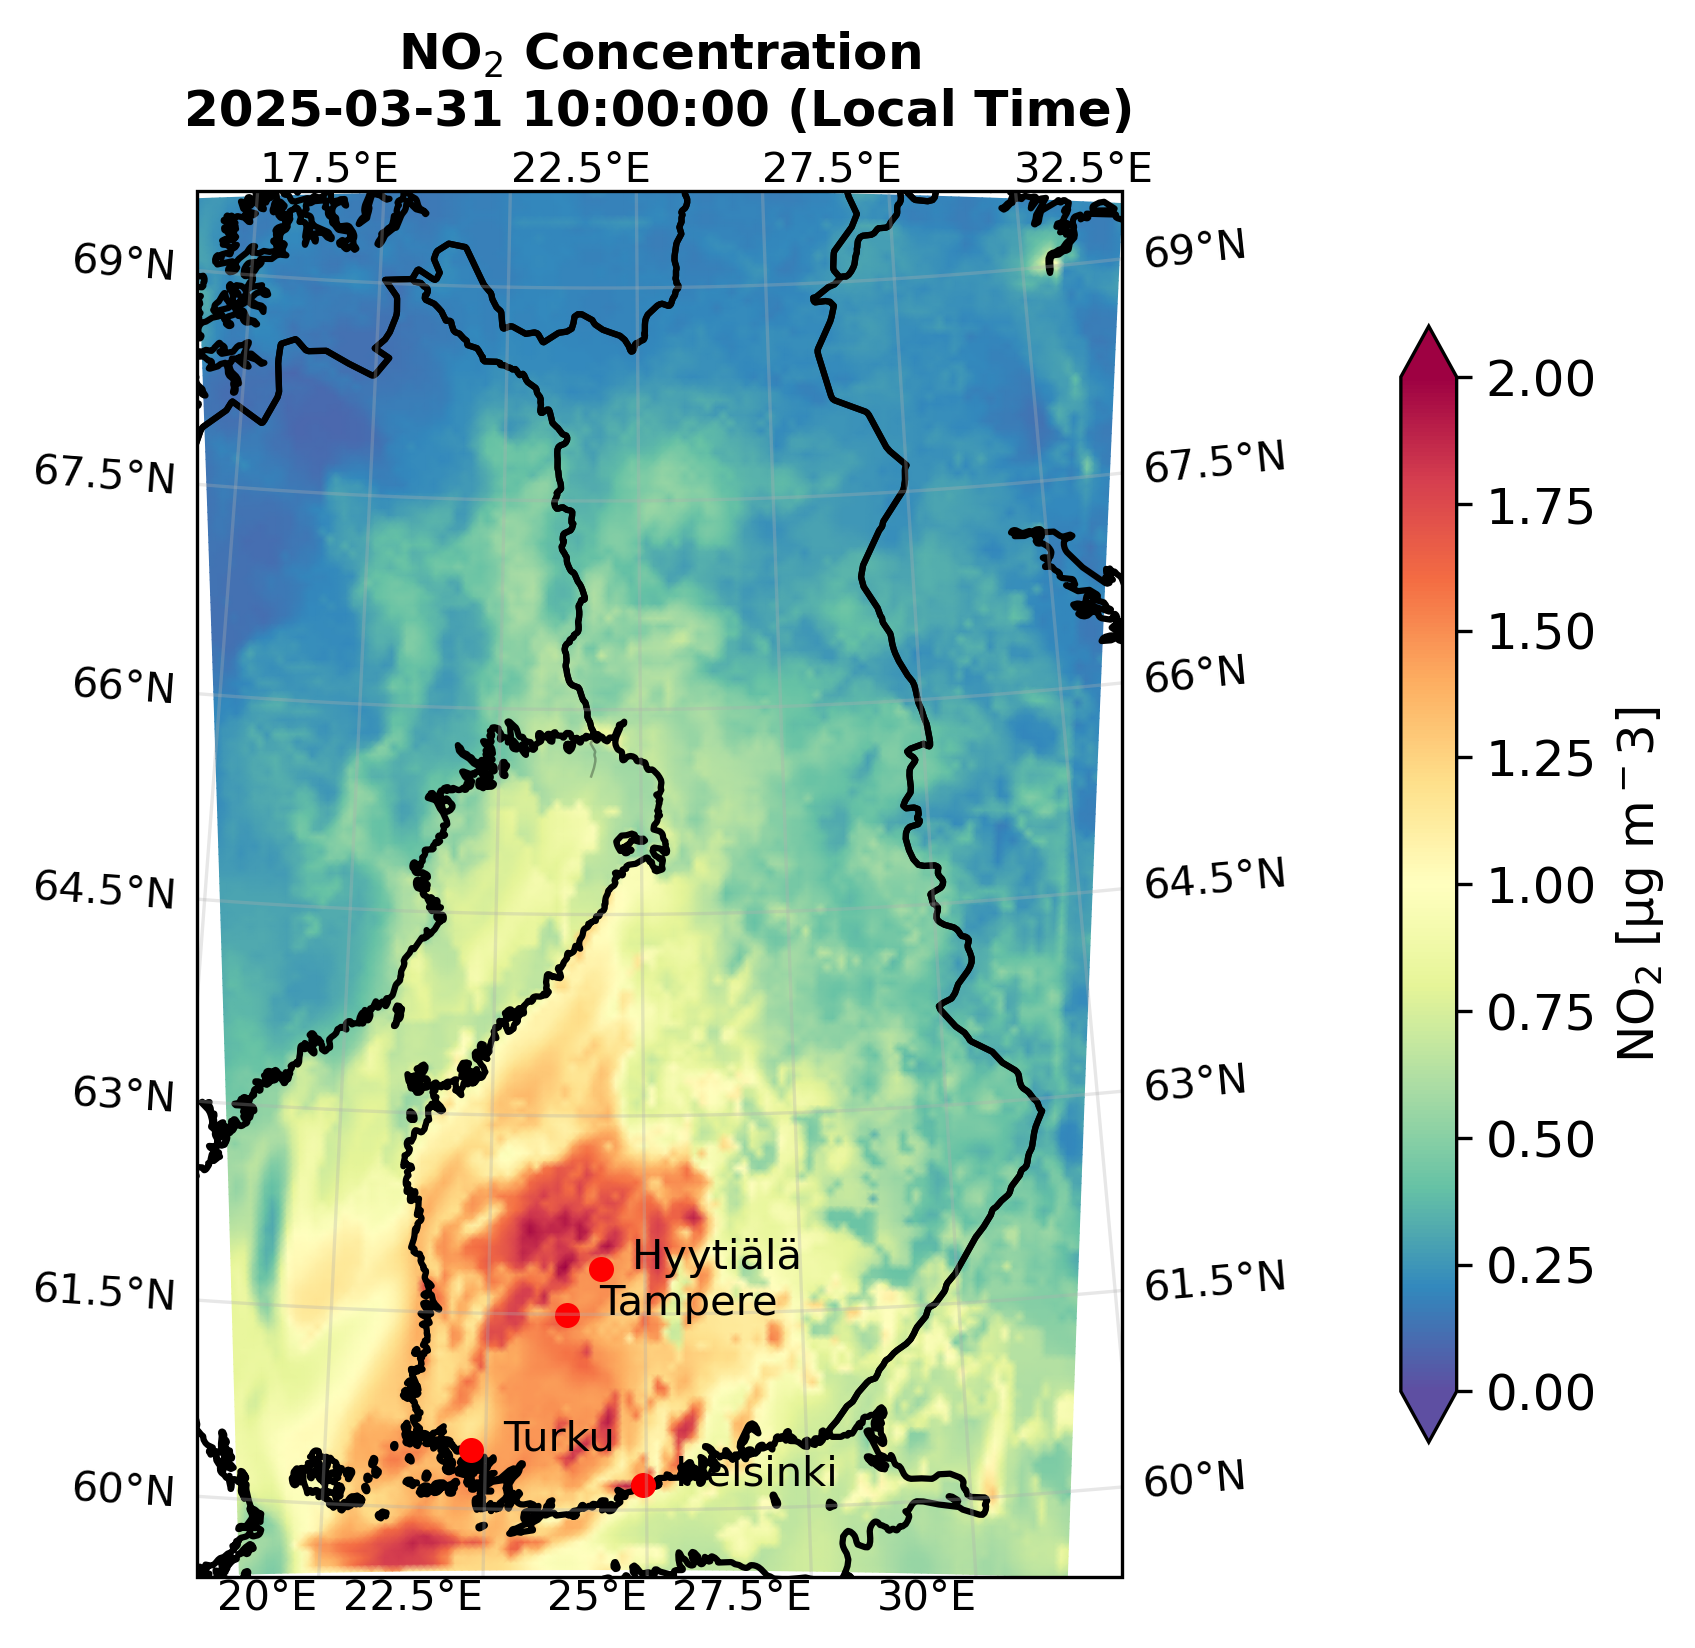 NO₂ Concentration
2025-03-31 10:00:00 (Local Time)
17.5°E 22.5°E 27.5°E 32.5°E
69°N 69°N
67.5°N 67.5°N
66°N 66°N
64.5°N 64.5°N
63°N 63°N
61.5°N 61.5°N
60°N 60°N
Hyytiälä
Tampere
Turku
Helsinki
20°E 22.5°E 25°E 27.5°E 30°E
2.00
1.75
1.50
1.25
1.00
0.75
0.50
0.25
0.00
NO₂ [µg m⁻3]